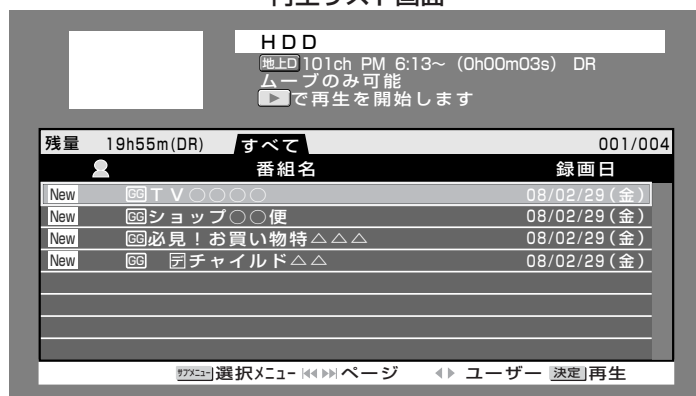 再生リスト画面
HDD
地上D 101ch PM 6:13~ (0h00m03s) DR
ムーブのみ可能
▶で再生を開始します
残量 19h55m(DR) すべて 001/004
番組名 録画日
New GG TV○○○○ 08/02/29(金)
New GG ショップ○○便 08/02/29(金)
New GG 必見!お買い物特△△△ 08/02/29(金)
New GG デ チャイルド△△ 08/02/29(金)
サブメニュー 選択メニュー ⏮⏭ ページ ◀▶ ユーザー 決定 再生